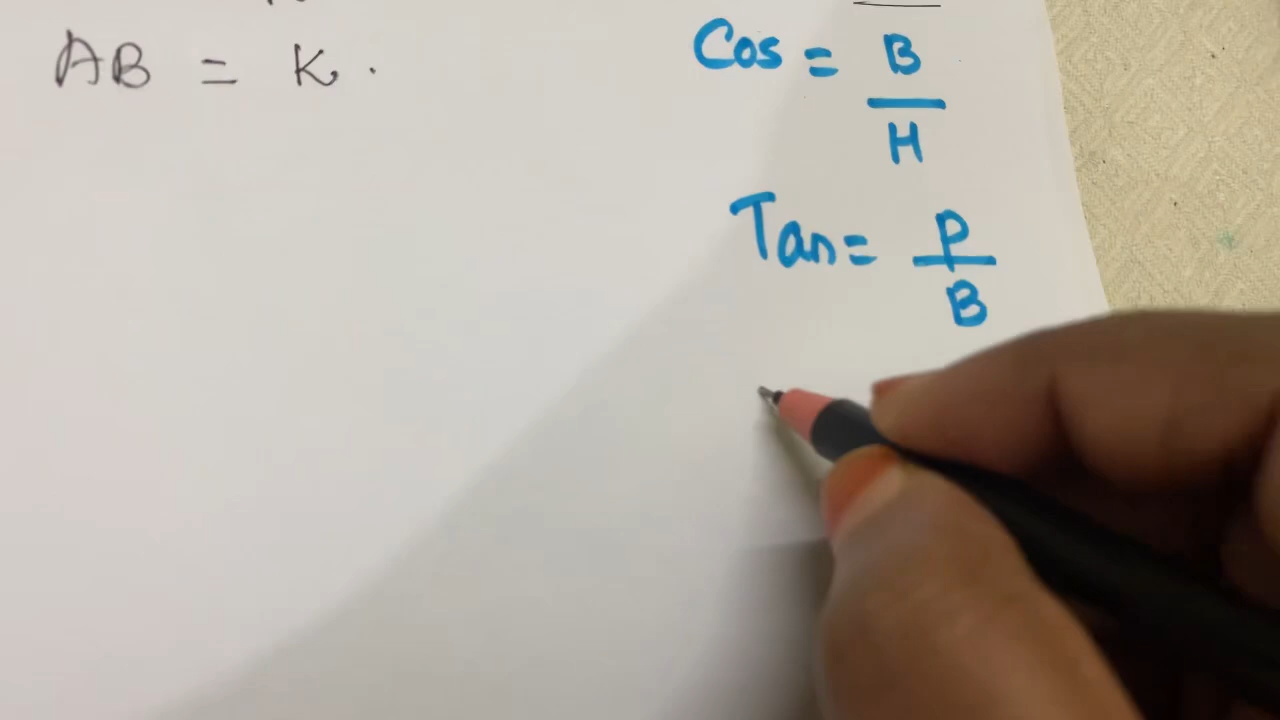 AB = K.
Cos = B
H
Tan = P
B